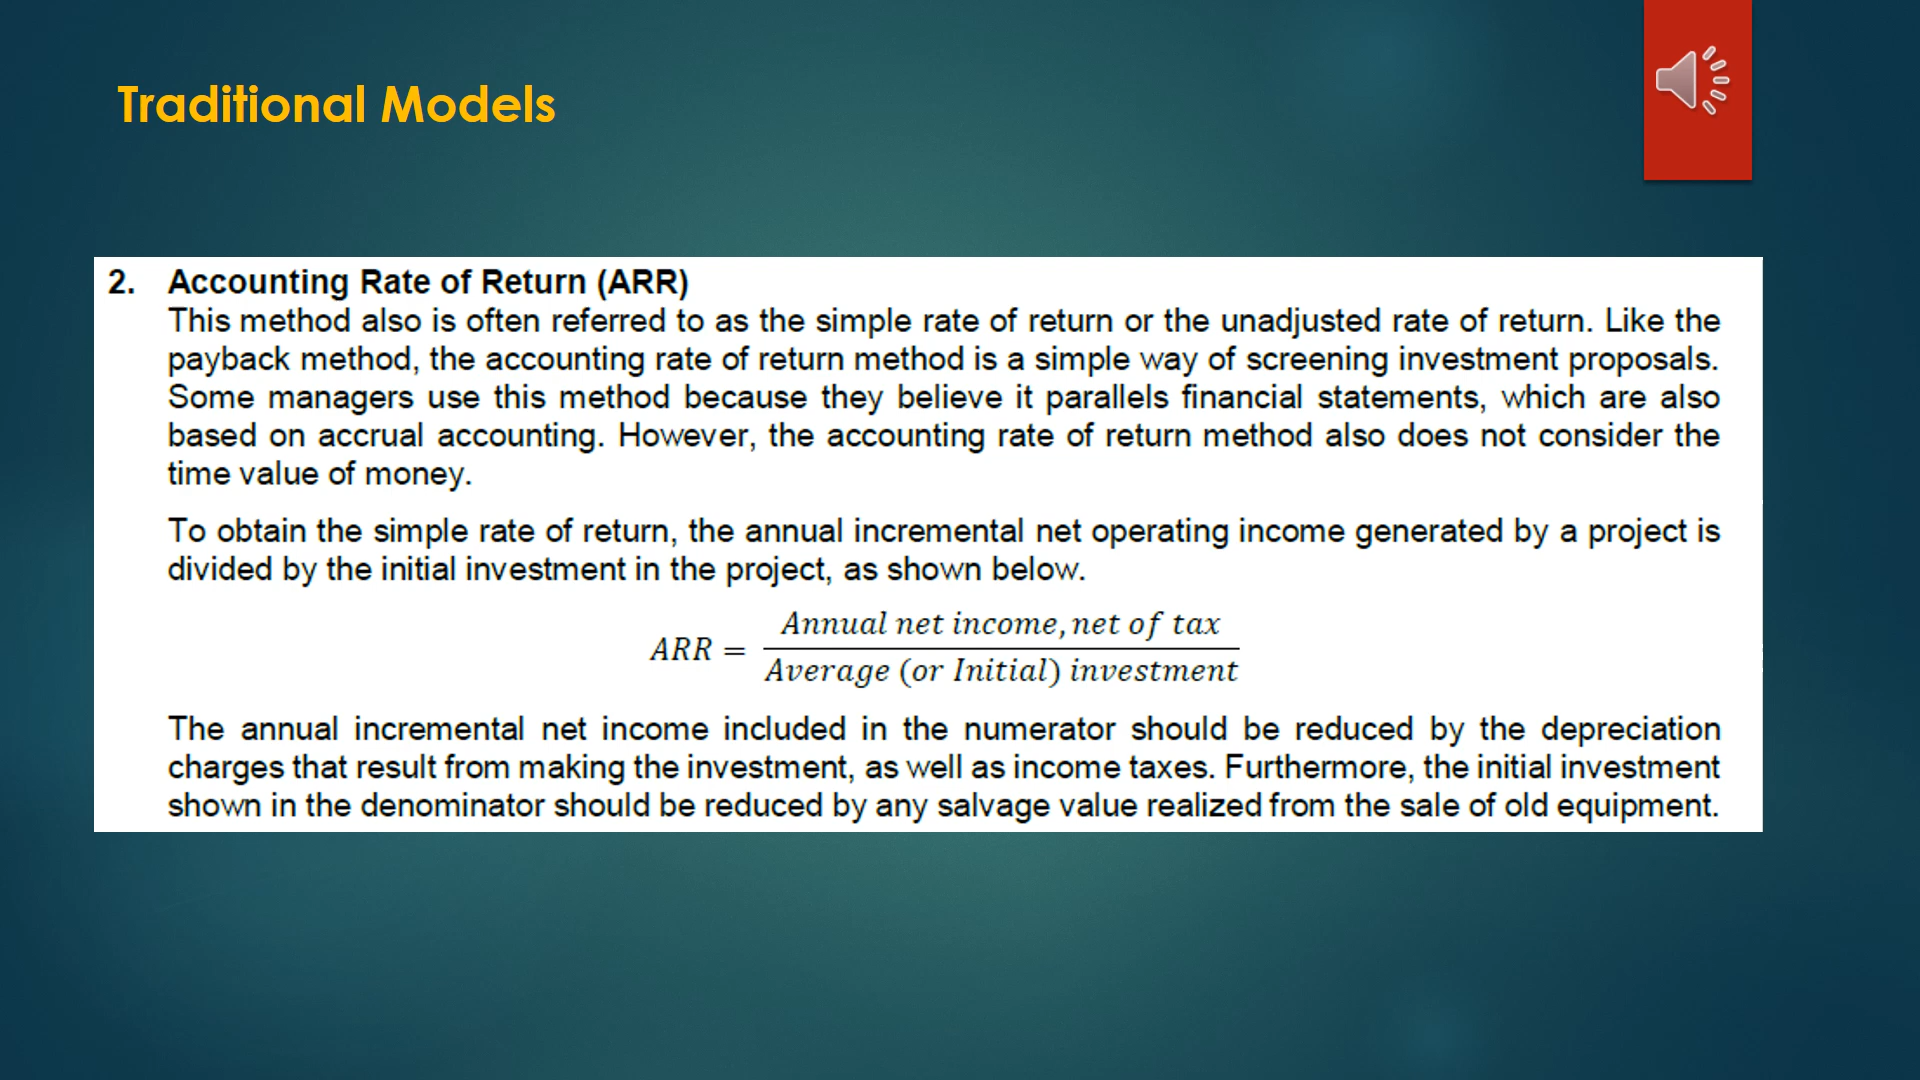 Traditional Models
2. Accounting Rate of Return (ARR)
This method also is often referred to as the simple rate of return or the unadjusted rate of return. Like the
payback method, the accounting rate of return method is a simple way of screening investment proposals.
Some managers use this method because they believe it parallels financial statements, which are also
based on accrual accounting. However, the accounting rate of return method also does not consider the
time value of money.
To obtain the simple rate of return, the annual incremental net operating income generated by a project is
divided by the initial investment in the project, as shown below.
Annual net income, net of tax
ARR =
Average (or Initial) investment
The annual incremental net income included in the numerator should be reduced by the depreciation
charges that result from making the investment, as well as income taxes. Furthermore, the initial investment
shown in the denominator should be reduced by any salvage value realized from the sale of old equipment.